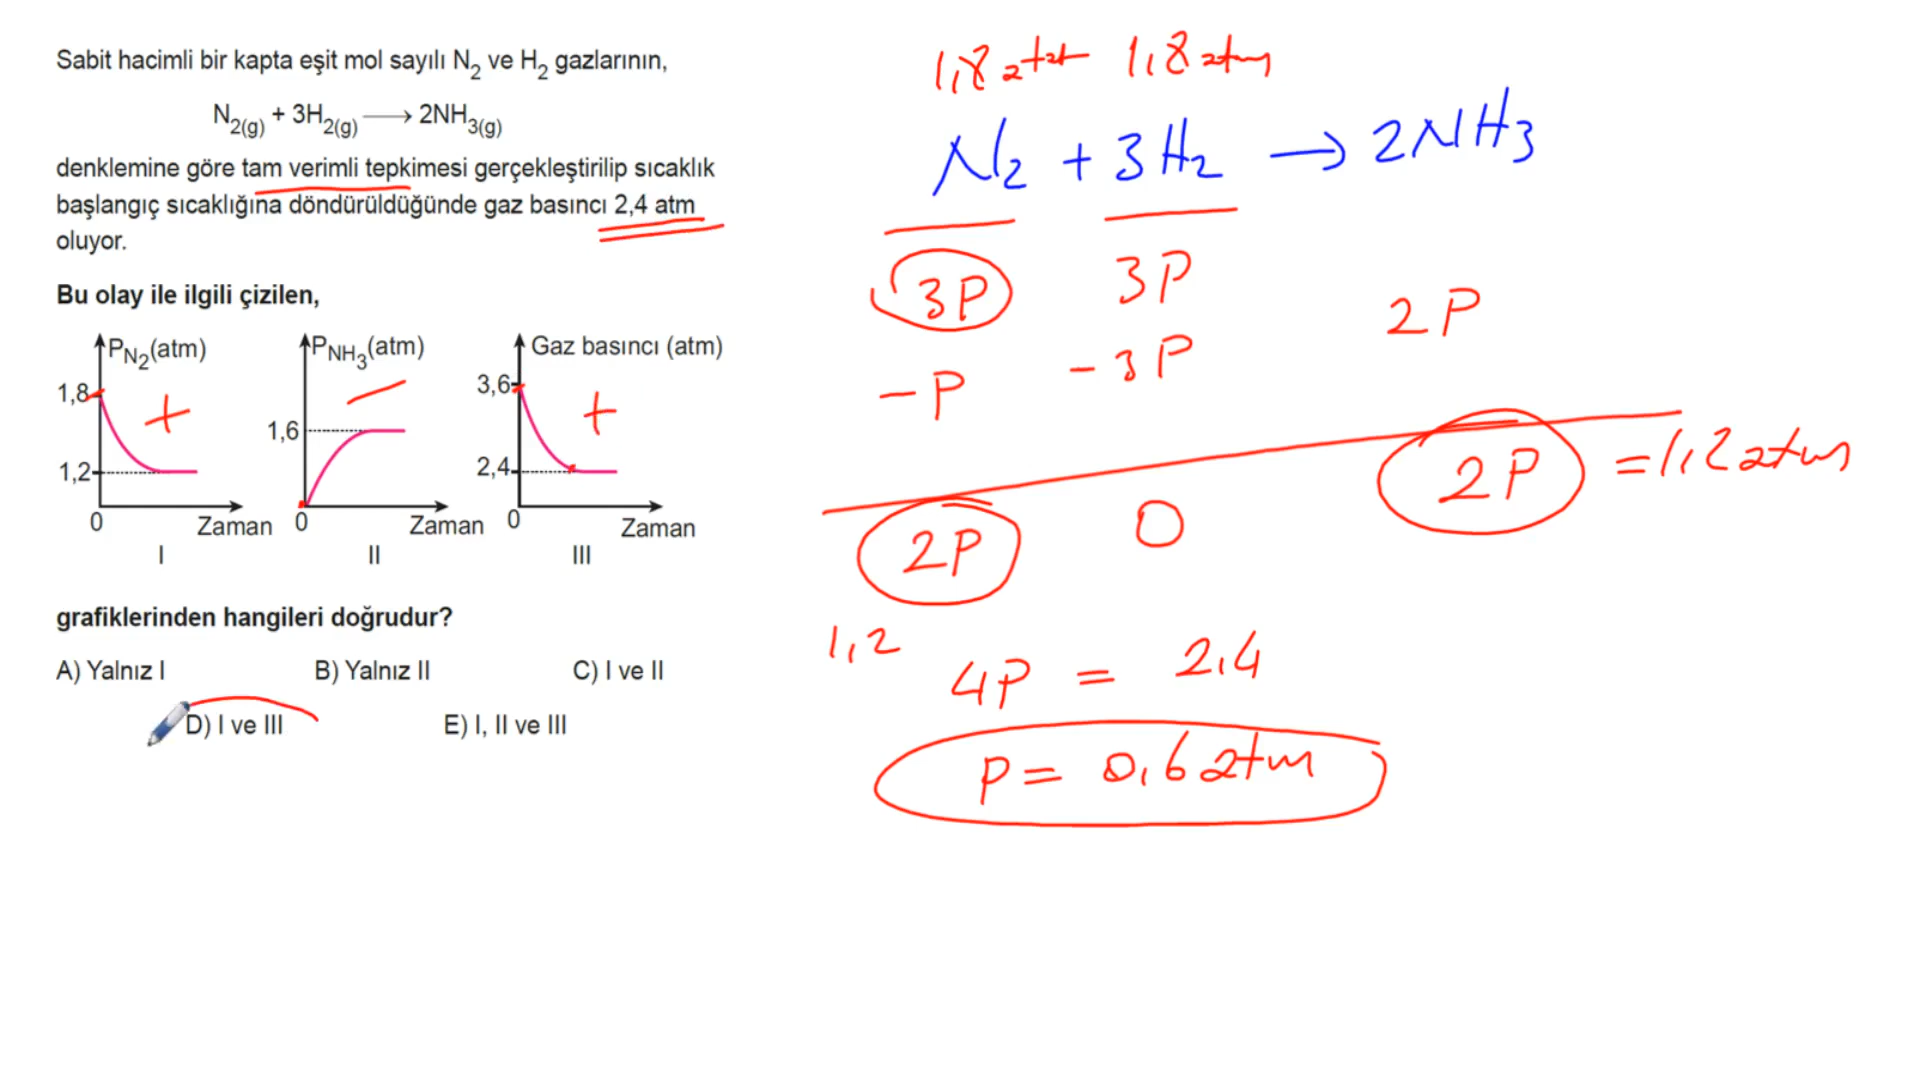 Sabit hacimli bir kapta eşit mol sayılı N2 ve H2 gazlarının,
N2(g) + 3H2(g) ⟶ 2NH3(g)
denklemine göre tam verimli tepkimesi gerçekleştirilip sıcaklık
başlangıç sıcaklığına döndürüldüğünde gaz basıncı 2,4 atm
oluyor.
Bu olay ile ilgili çizilen,
PN2(atm)
1,8
+
1,2
0
Zaman
I
PNH3(atm)
1,6
0
Zaman
II
Gaz basıncı (atm)
3,6
+
2,4
0
Zaman
III
grafiklerinden hangileri doğrudur?
A) Yalnız I
B) Yalnız II
C) I ve II
D) I ve III
E) I, II ve III
1,8 atm 1,8 atm
N2 + 3H2 → 2NH3
3P 3P
2P
-P -3P
2P 0 2P = 1,2 atm
1,2
4P = 2,4
P = 0,6 atm